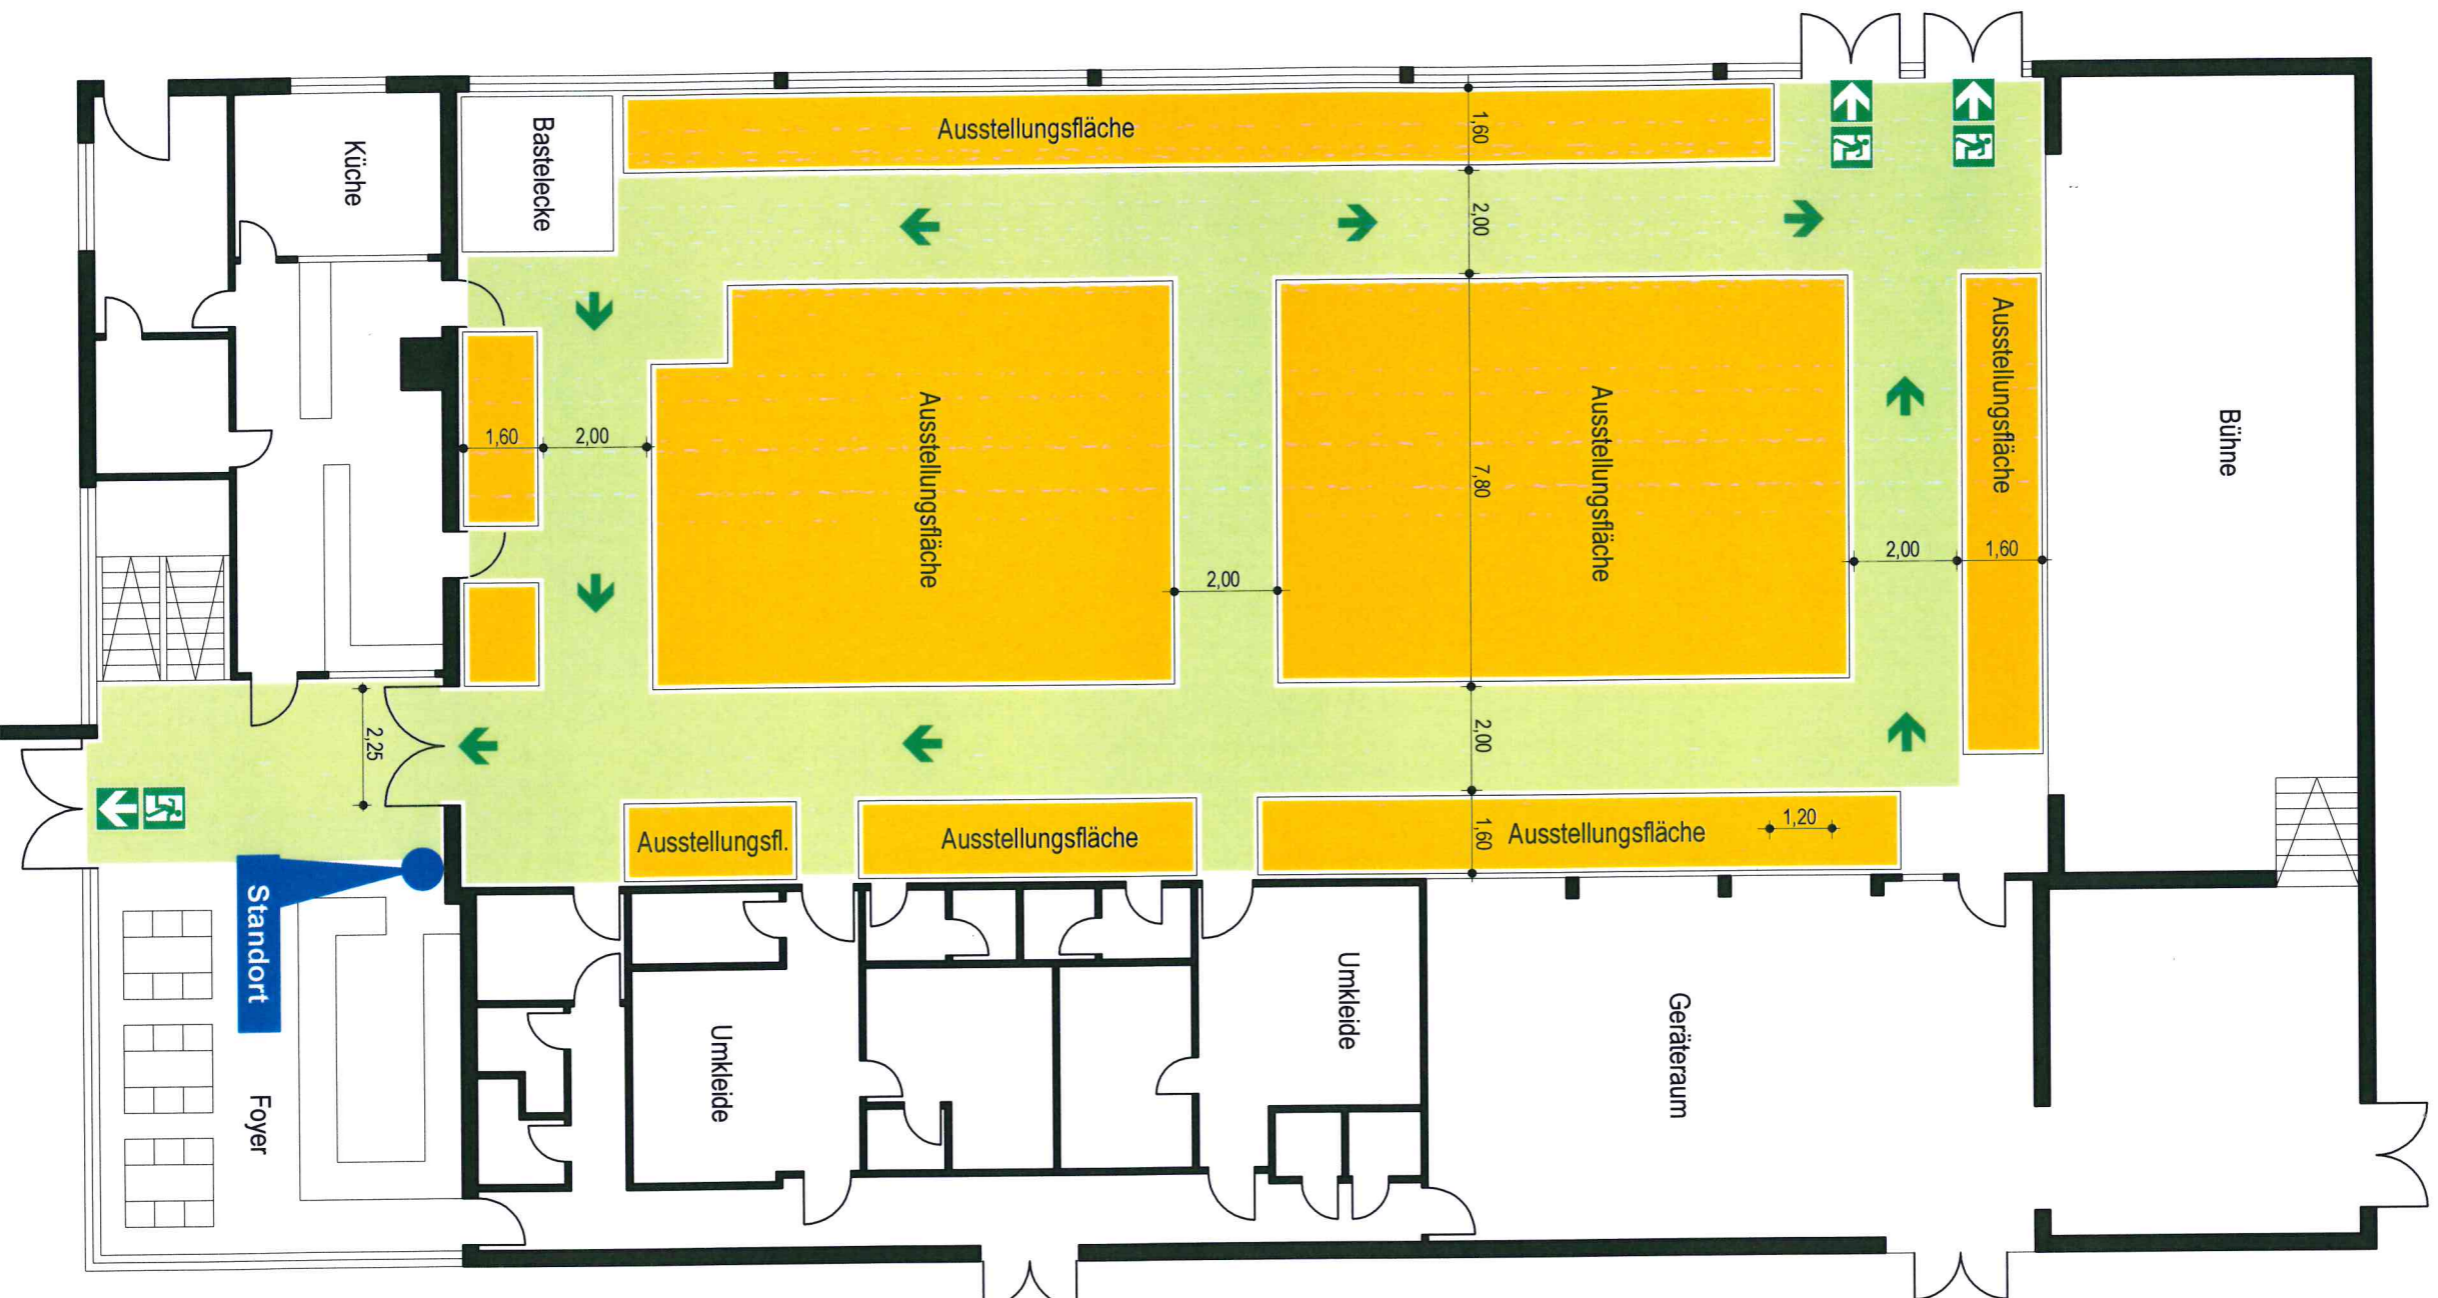 Ausstellungsfläche
1,60
Bastelecke
Küche
2,00
Ausstellungsfläche
Ausstellungsfläche
Ausstellungsfläche
Bühne
1,60
2,00
7,80
2,00
1,60
2,00
2,25
2,00
1,60
Ausstellungsfl.
Ausstellungsfläche
Ausstellungsfläche
1,20
Standort
Foyer
Umkleide
Umkleide
Geräteraum